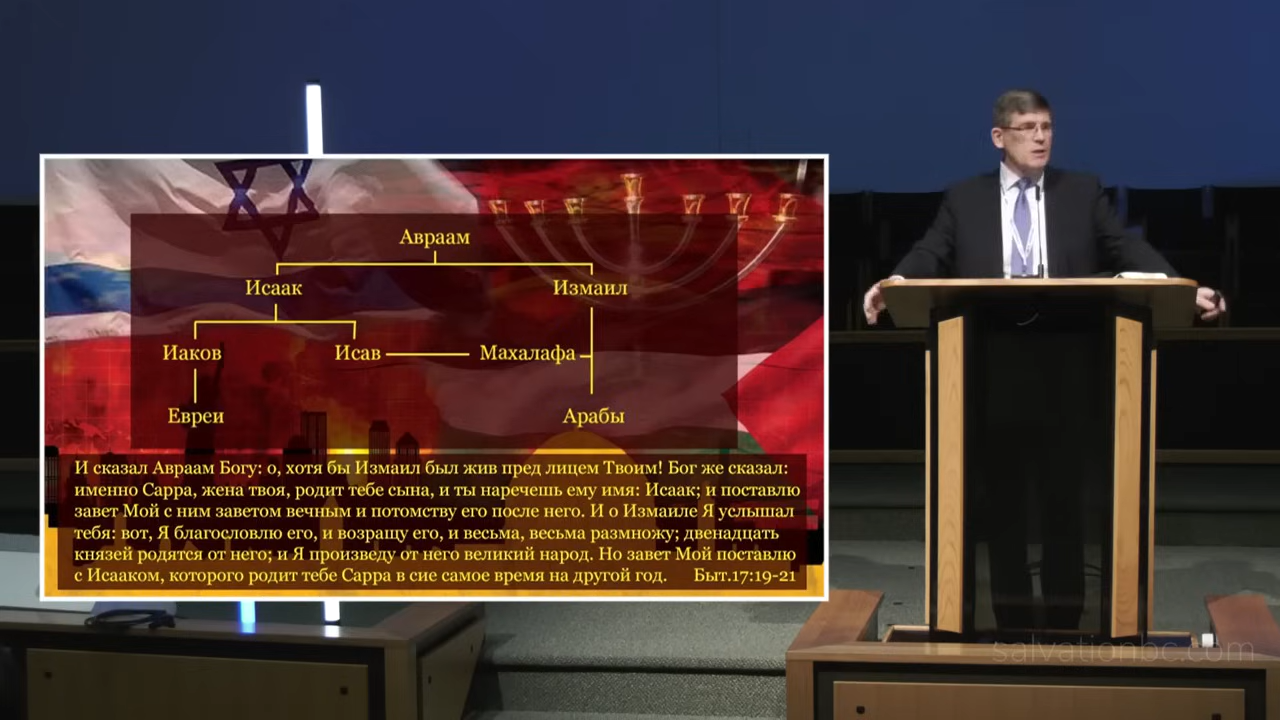 Авраам
Исаак Измаил
Иаков Исав Махалафа
Евреи Арабы
И сказал Авраам Богу: о, хотя бы Измаил был жив пред лицем Твоим! Бог же сказал:
именно Сарра, жена твоя, родит тебе сына, и ты наречешь ему имя: Исаак; и поставлю
завет Мой с ним заветом вечным и потомству его после него. И о Измаиле Я услышал
тебя: вот, Я благословлю его, и возращу его, и весьма, весьма размножу; двенадцать
князей родятся от него; и Я произведу от него великий народ. Но завет Мой поставлю
с Исааком, которого родит тебе Сарра в сие самое время на другой год. Быт.17:19-21
salvationbc.com